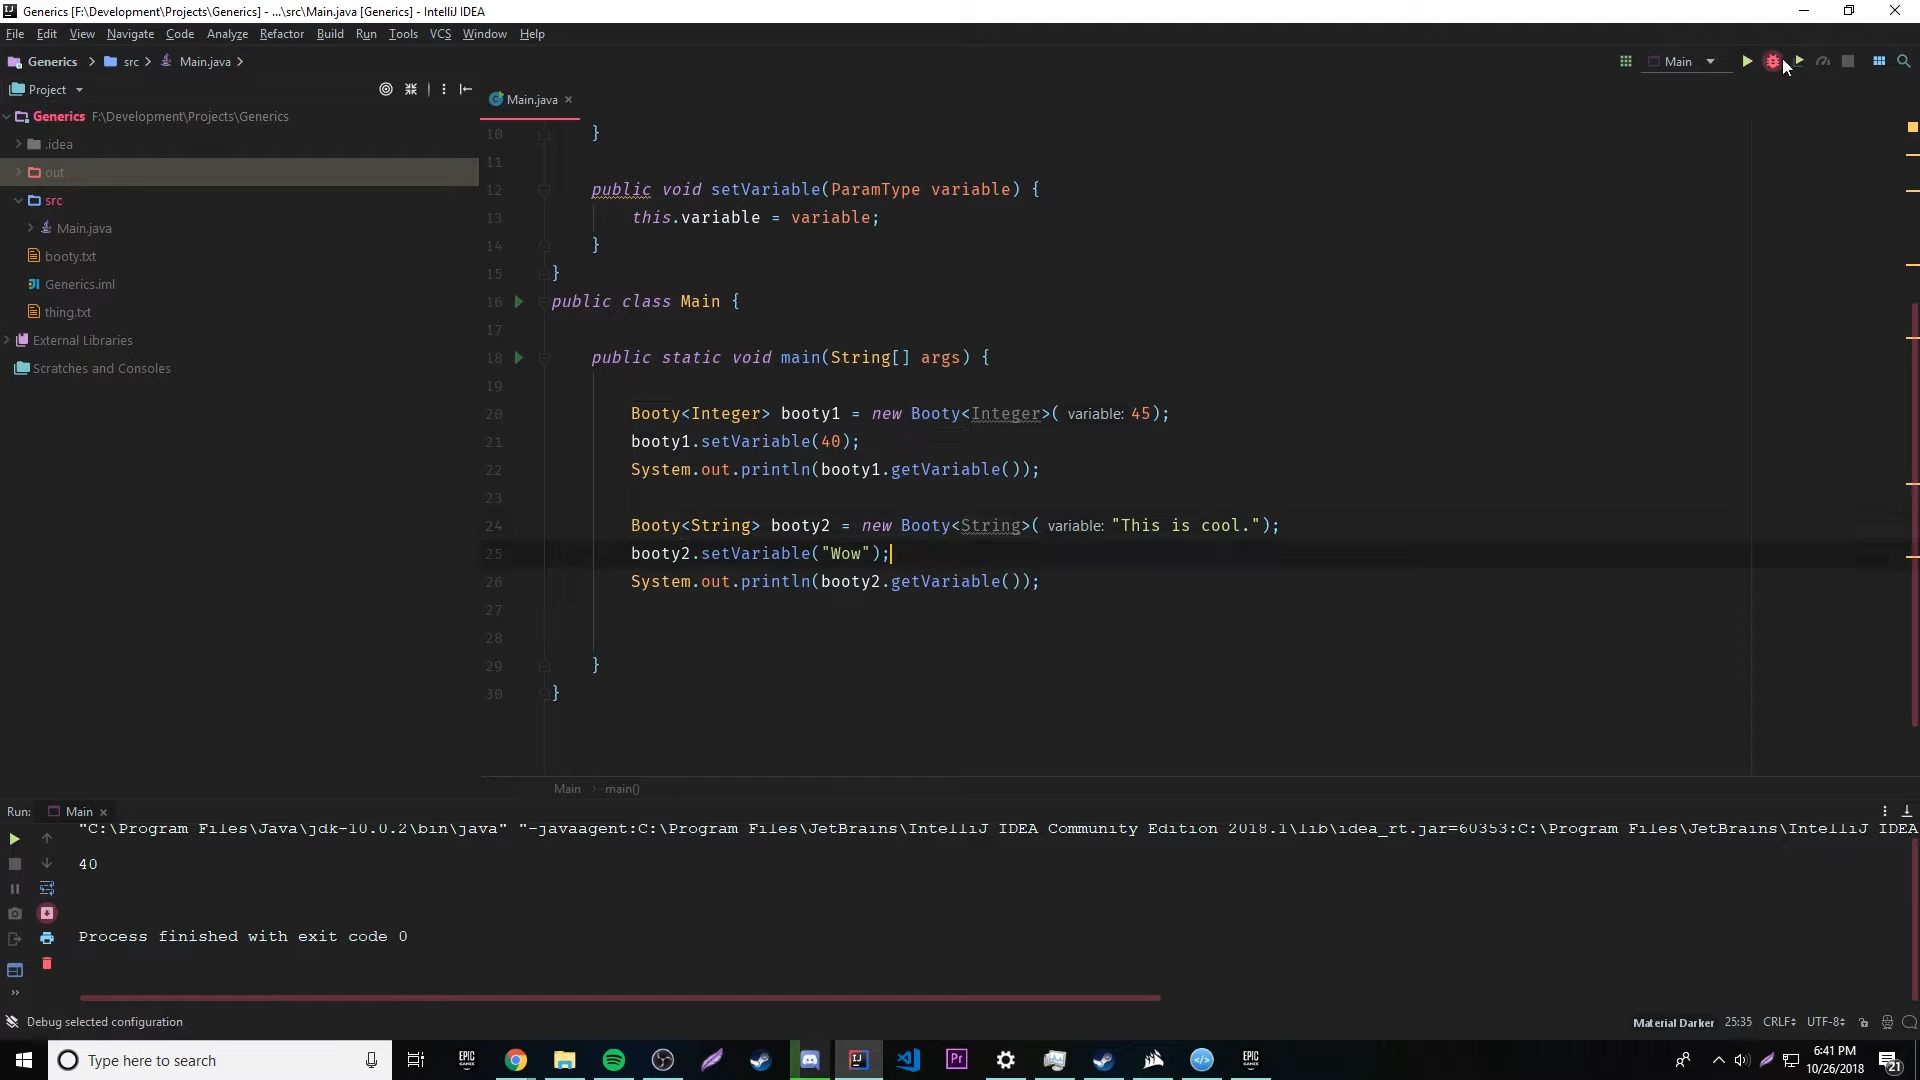 Generics [F:\Development\Projects\Generics] - ...\src\Main.java [Generics] - IntelliJ IDEA
File Edit View Navigate Code Analyze Refactor Build Run Tools VCS Window Help
Generics src Main.java
Main
Project
Main.java
Generics F:\Development\Projects\Generics
.idea
out
src
Main.java
booty.txt
Generics.iml
thing.txt
External Libraries
Scratches and Consoles
10 }
11
12 public void setVariable(ParamType variable) {
13 this.variable = variable;
14 }
15 }
16 public class Main {
17
18 public static void main(String[] args) {
19
20 Booty<Integer> booty1 = new Booty<Integer>( variable: 45);
21 booty1.setVariable(40);
22 System.out.println(booty1.getVariable());
23
24 Booty<String> booty2 = new Booty<String>( variable: "This is cool.");
25 booty2.setVariable("Wow");
26 System.out.println(booty2.getVariable());
27
28
29 }
30 }
Main main()
Run: Main
"C:\Program Files\Java\jdk-10.0.2\bin\java" "-javaagent:C:\Program Files\JetBrains\IntelliJ IDEA Community Edition 2018.1\lib\idea_rt.jar=60353:C:\Program Files\JetBrains\IntelliJ IDEA
40
Process finished with exit code 0
Debug selected configuration
Material Darker 25:35 CRLF UTF-8
Type here to search
EPIC GAMES
Pr
EPIC GAMES
6:41 PM
10/26/2018
21